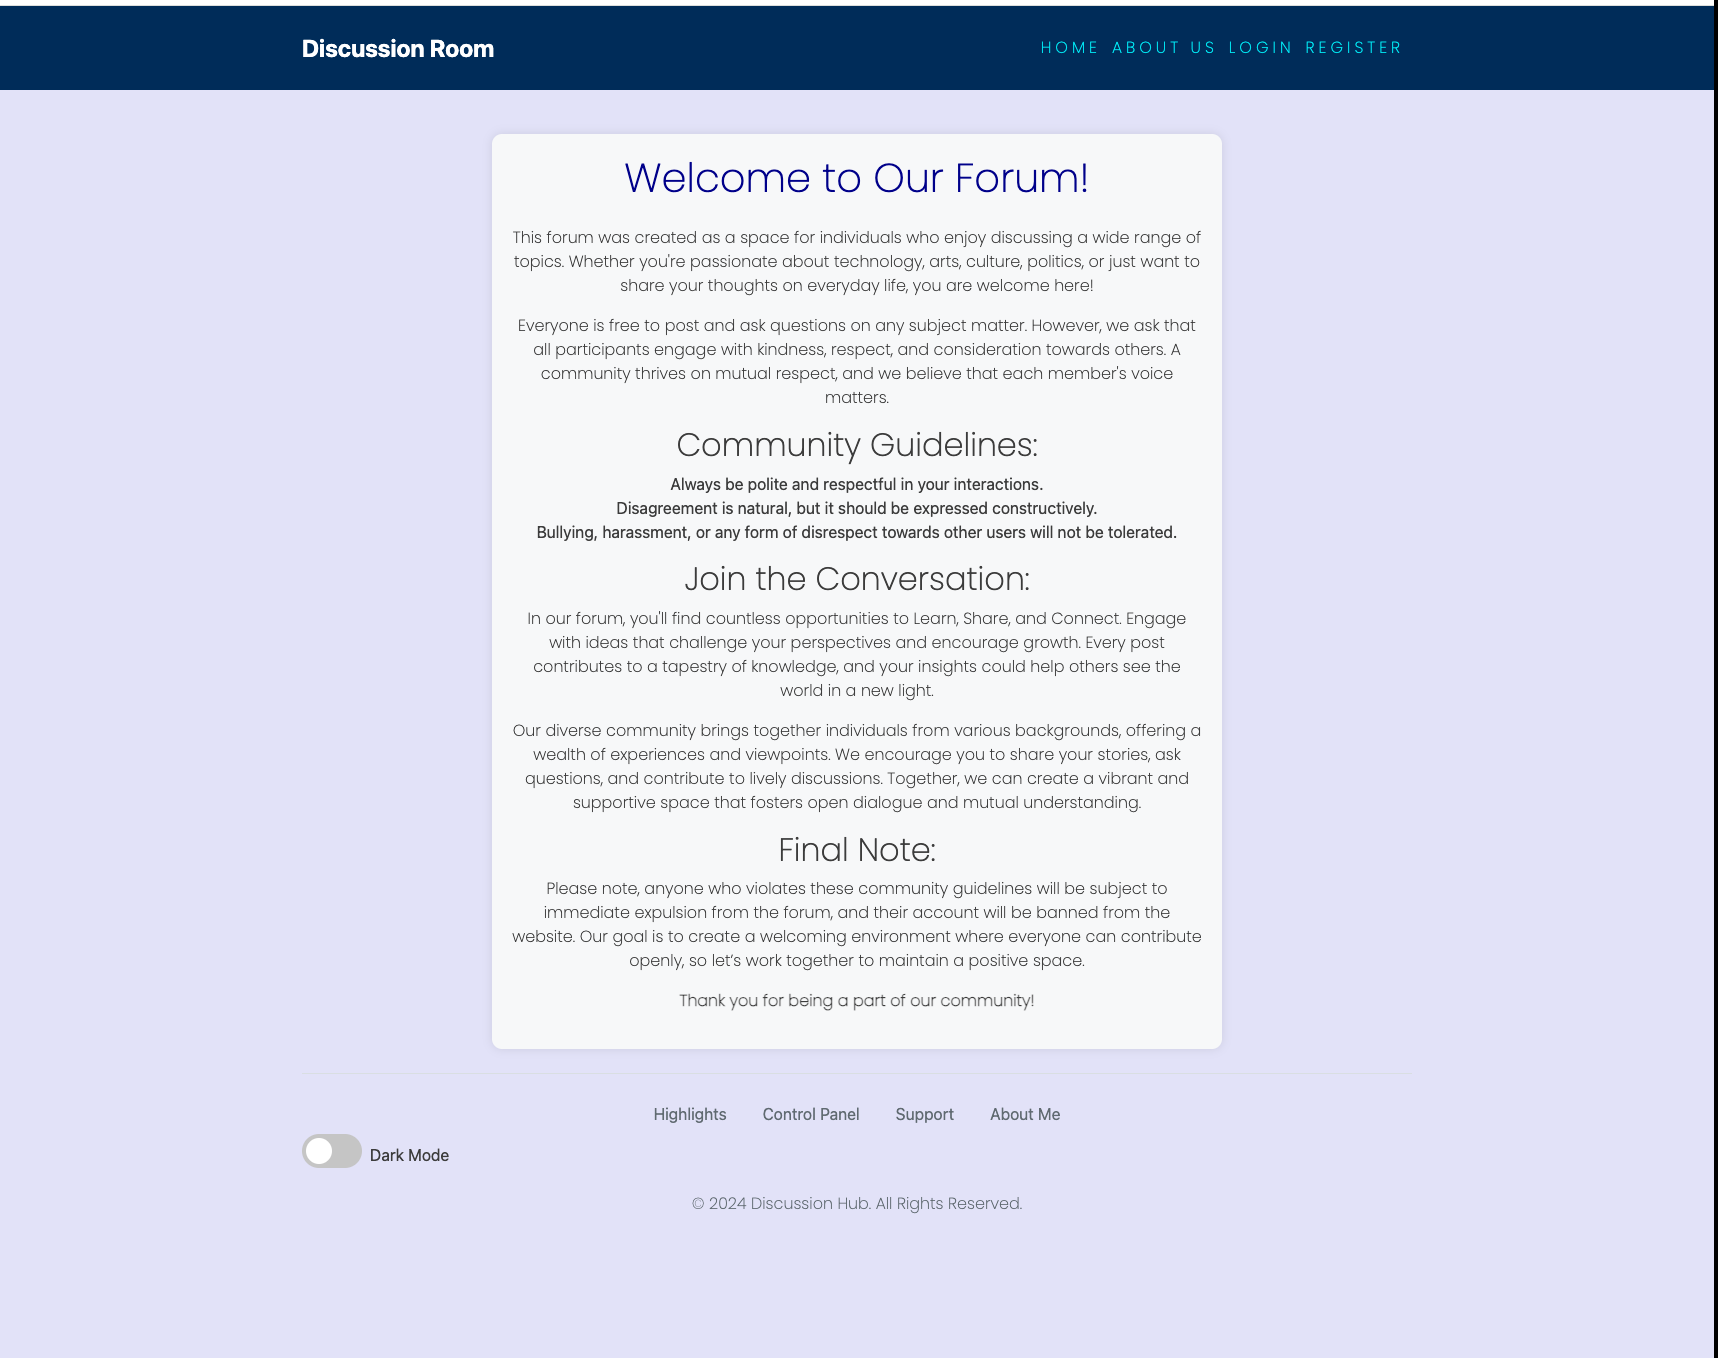 Discussion Room
HOME ABOUT US LOGIN REGISTER
Welcome to Our Forum!
This forum was created as a space for individuals who enjoy discussing a wide range of
topics. Whether you're passionate about technology, arts, culture, politics, or just want to
share your thoughts on everyday life, you are welcome here!
Everyone is free to post and ask questions on any subject matter. However, we ask that
all participants engage with kindness, respect, and consideration towards others. A
community thrives on mutual respect, and we believe that each member's voice
matters.
Community Guidelines:
Always be polite and respectful in your interactions.
Disagreement is natural, but it should be expressed constructively.
Bullying, harassment, or any form of disrespect towards other users will not be tolerated.
Join the Conversation:
In our forum, you'll find countless opportunities to Learn, Share, and Connect. Engage
with ideas that challenge your perspectives and encourage growth. Every post
contributes to a tapestry of knowledge, and your insights could help others see the
world in a new light.
Our diverse community brings together individuals from various backgrounds, offering a
wealth of experiences and viewpoints. We encourage you to share your stories, ask
questions, and contribute to lively discussions. Together, we can create a vibrant and
supportive space that fosters open dialogue and mutual understanding.
Final Note:
Please note, anyone who violates these community guidelines will be subject to
immediate expulsion from the forum, and their account will be banned from the
website. Our goal is to create a welcoming environment where everyone can contribute
openly, so let’s work together to maintain a positive space.
Thank you for being a part of our community!
Highlights Control Panel Support About Me
Dark Mode
© 2024 Discussion Hub. All Rights Reserved.